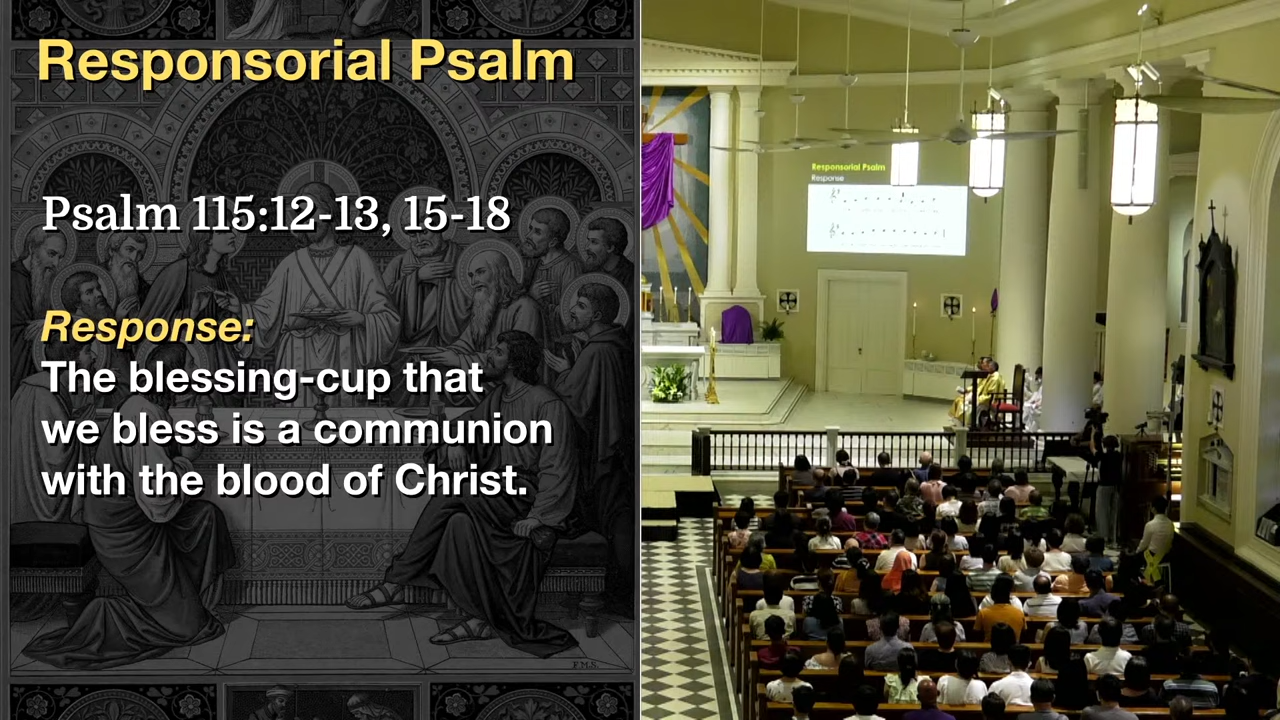 Responsorial Psalm
Psalm 115:12-13, 15-18
Response:
The blessing-cup that
we bless is a communion
with the blood of Christ.
F.M.S.
Responsorial Psalm
Response